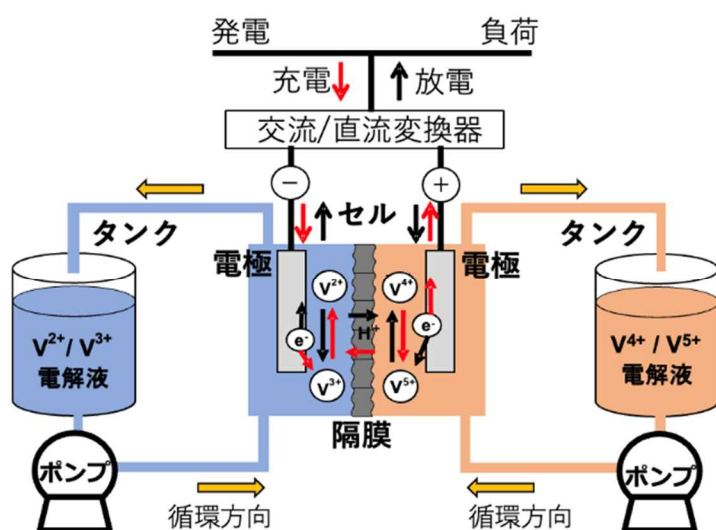 発電
負荷
充電
放電
交流/直流変換器
−
+
セル
タンク
タンク
電極
電極
V²⁺
V⁴⁺
V²⁺/ V³⁺
電解液
e⁻
H⁺
e⁻
V⁴⁺ / V⁵⁺
電解液
V³⁺
V⁵⁺
隔膜
ポンプ
ポンプ
循環方向
循環方向